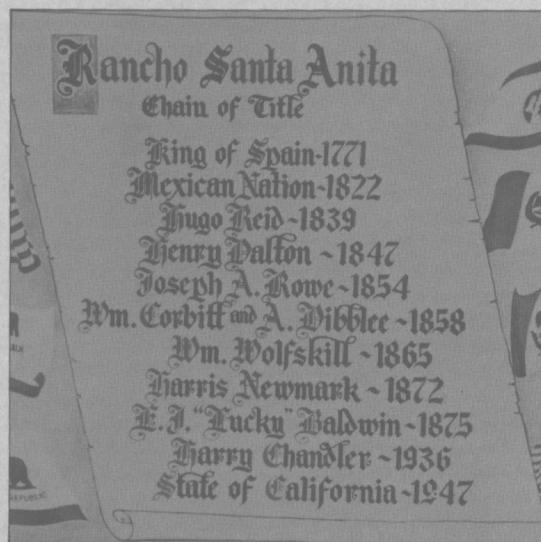 Rancho Santa Anita
Chain of Title
King of Spain-1771
Mexican Nation-1822
Hugo Reid-1839
Henry Dalton-1847
Joseph A. Rowe-1854
Wm. Corbitt and A. Dibblee-1858
Wm. Wolfskill-1865
Harris Newmark-1872
E.J. "Lucky" Baldwin-1875
Harry Chandler-1936
State of California-1947
REPUBLIC